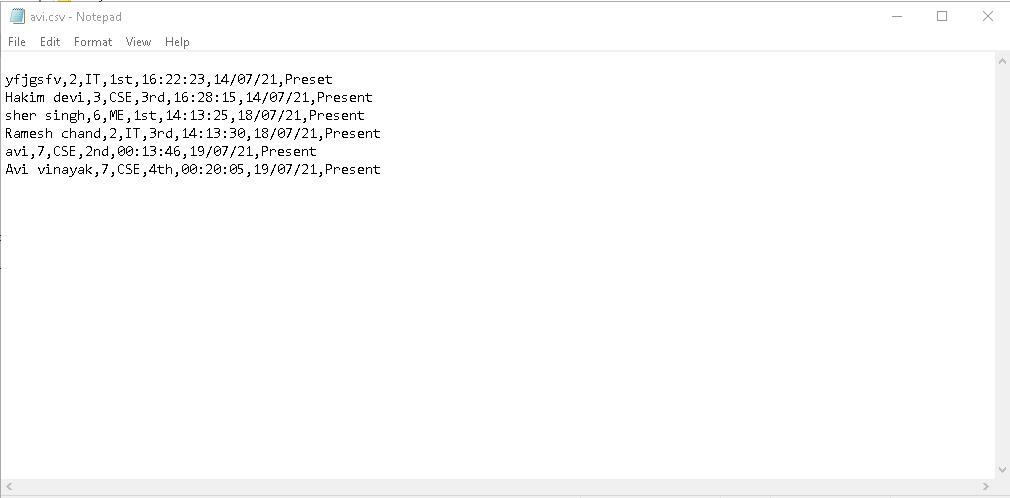 avi.csv - Notepad
File Edit Format View Help
yfjgsfv,2,IT,1st,16:22:23,14/07/21,Preset
Hakim devi,3,CSE,3rd,16:28:15,14/07/21,Present
sher singh,6,ME,1st,14:13:25,18/07/21,Present
Ramesh chand,2,IT,3rd,14:13:30,18/07/21,Present
avi,7,CSE,2nd,00:13:46,19/07/21,Present
Avi vinayak,7,CSE,4th,00:20:05,19/07/21,Present